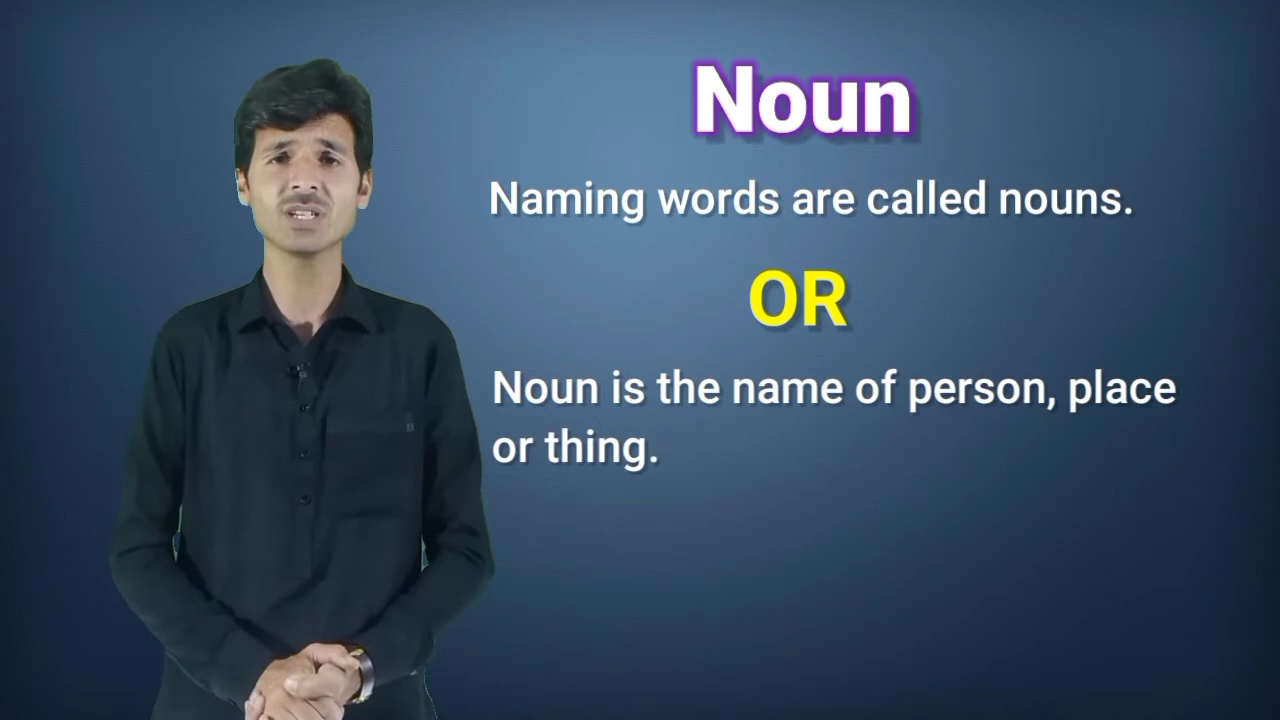 Noun
Naming words are called nouns.
OR
Noun is the name of person, place
or thing.